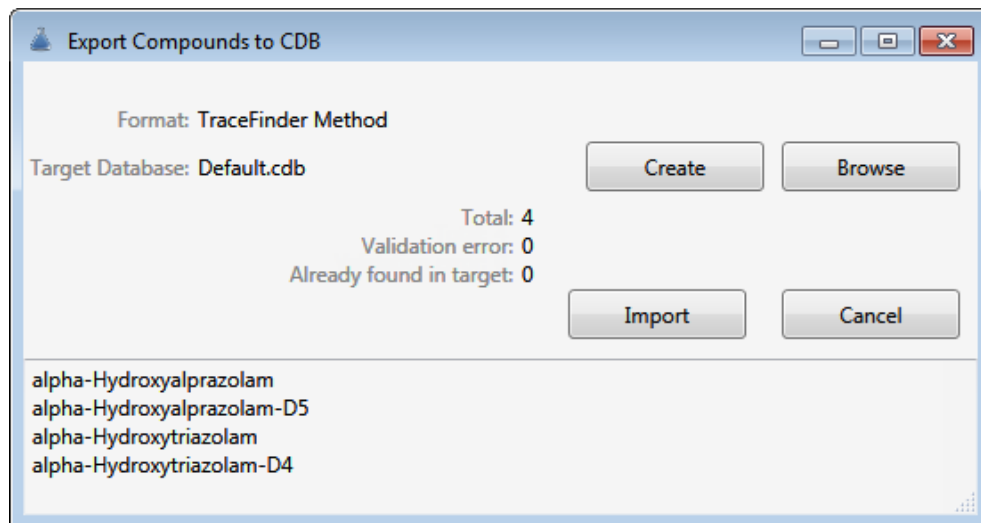 Export Compounds to CDB
Format: TraceFinder Method
Target Database: Default.cdb
Create
Browse
Total: 4
Validation error: 0
Already found in target: 0
Import
Cancel
alpha-Hydroxyalprazolam
alpha-Hydroxyalprazolam-D5
alpha-Hydroxytriazolam
alpha-Hydroxytriazolam-D4